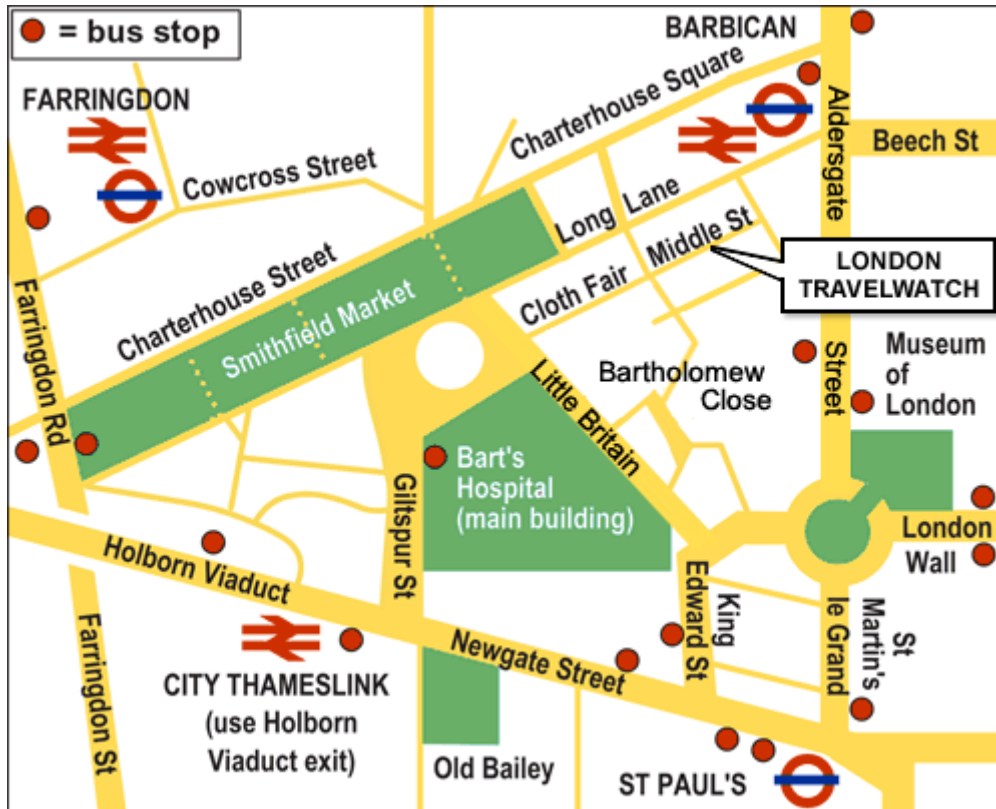 = bus stop
BARBICAN
FARRINGDON
Charterhouse Square
Aldersgate
Beech St
Cowcross Street
Long Lane
Middle St
LONDON
TRAVELWATCH
Charterhouse Street
Cloth Fair
Smithfield Market
Farringdon Rd
Street
Museum
of
London
Little Britain
Bartholomew
Close
Bart's
Hospital
(main building)
Giltspur St
London
Wall
Holborn Viaduct
King
Edward St
St
Martin's
le Grand
Farringdon St
Newgate Street
CITY THAMESLINK
(use Holborn
Viaduct exit)
Old Bailey
ST PAUL'S